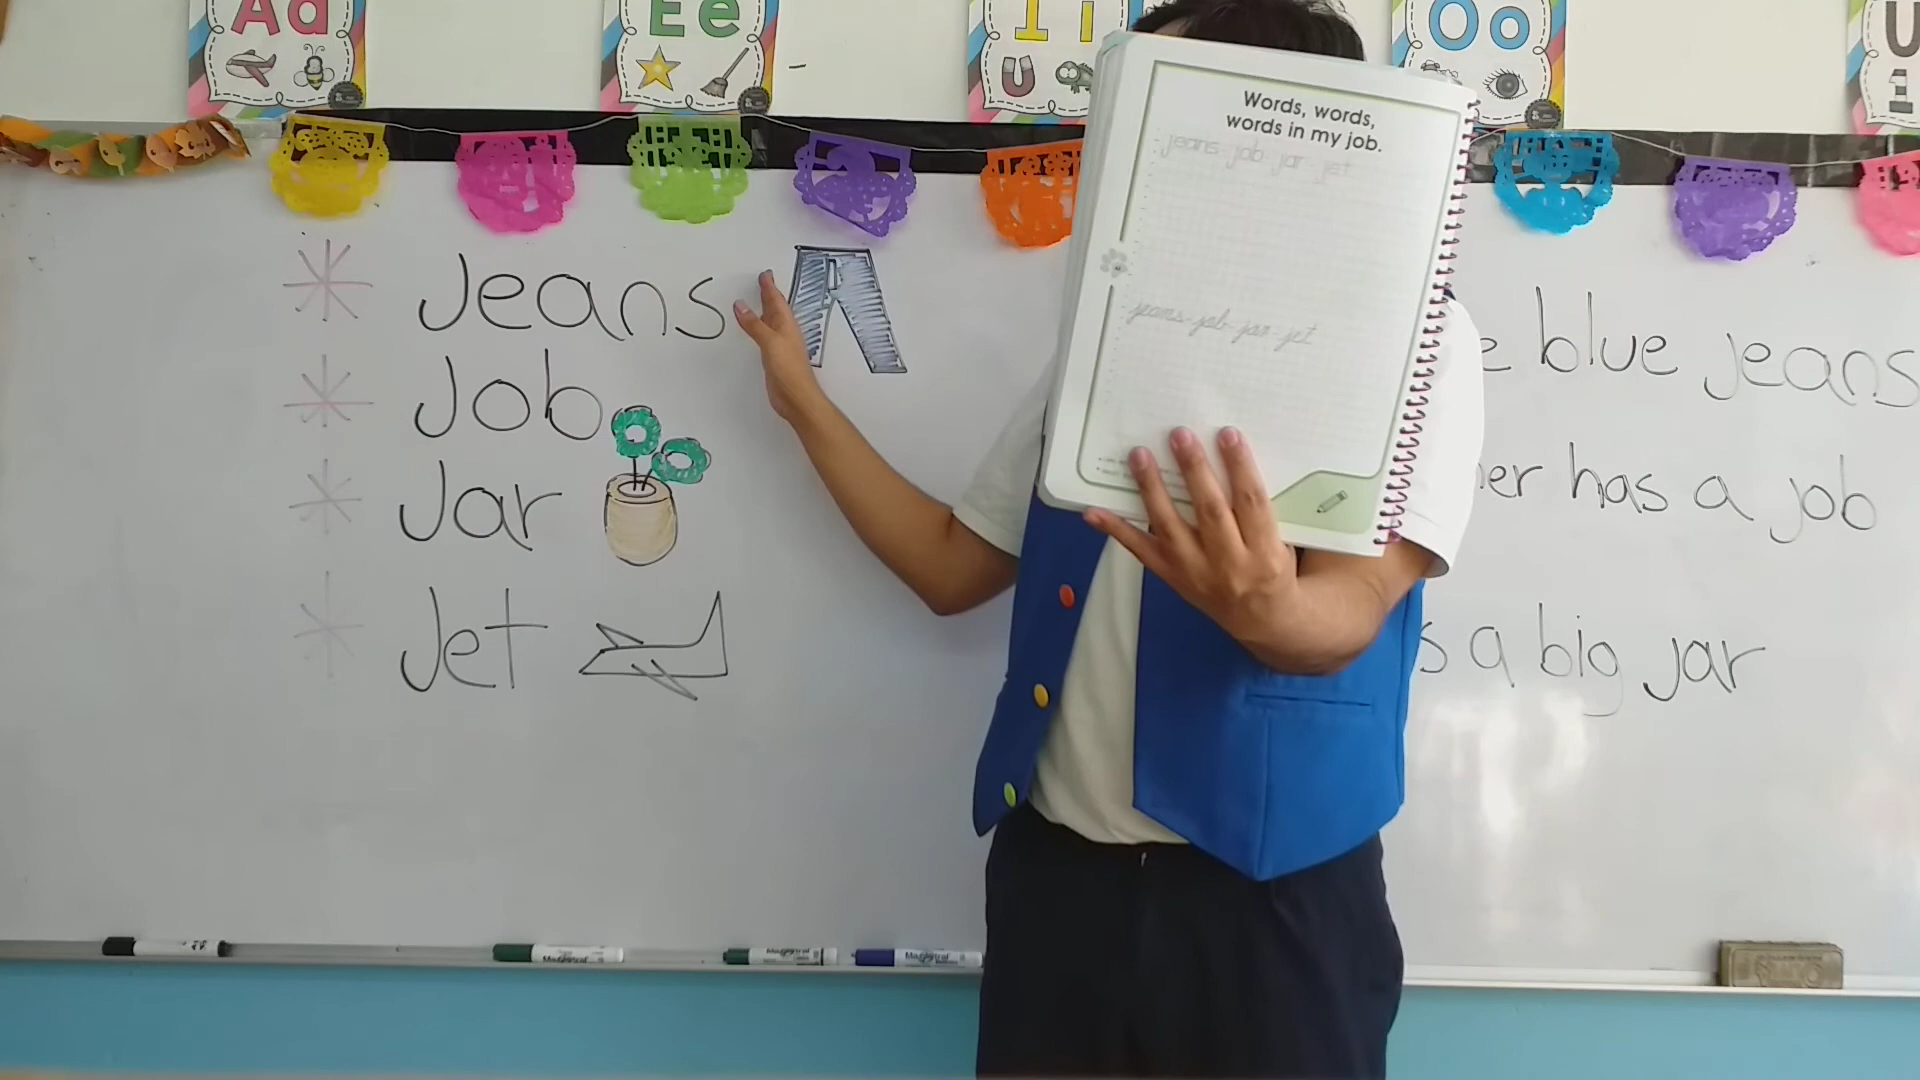 Aa
Ee
Ii
Oo
U
Jeans
Job
Jar
Jet
Words, words,
words in my job.
jeans-job-jar-jet
jeans-job-jar-jet
blue jeans
has a job
a big jar